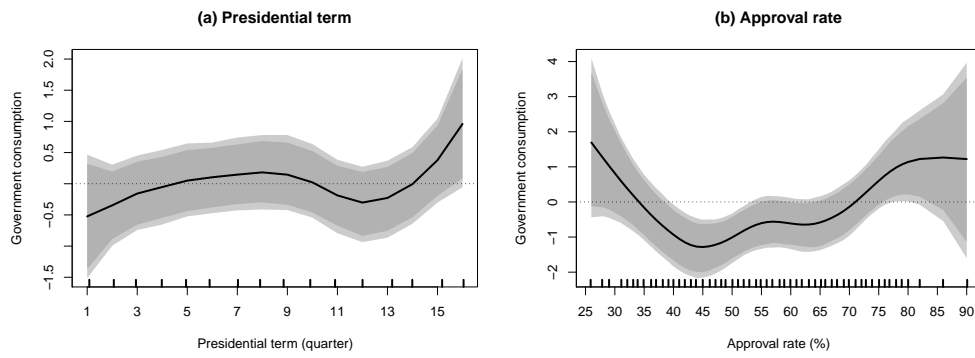 (a) Presidential term
Government consumption
2.0
1.0
0.5
−0.5
−1.5
1 3 5 7 9 11 13 15
Presidential term (quarter)
(b) Approval rate
Government consumption
4
3
2
1
0
−1
−2
25 30 35 40 45 50 55 60 65 70 75 80 85 90
Approval rate (%)